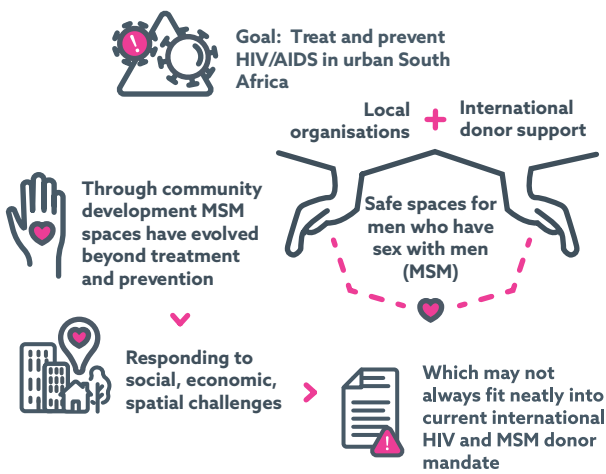 Goal:  Treat and prevent
HIV/AIDS in urban South
Africa
Local
organisations
International
donor support
Safe spaces for
men who have
sex with men
(MSM)
Through community
development MSM
spaces have evolved
beyond treatment
and prevention
Responding to
social, economic,
spatial challenges
Which may not
always fit neatly into
current international
HIV and MSM donor
mandate